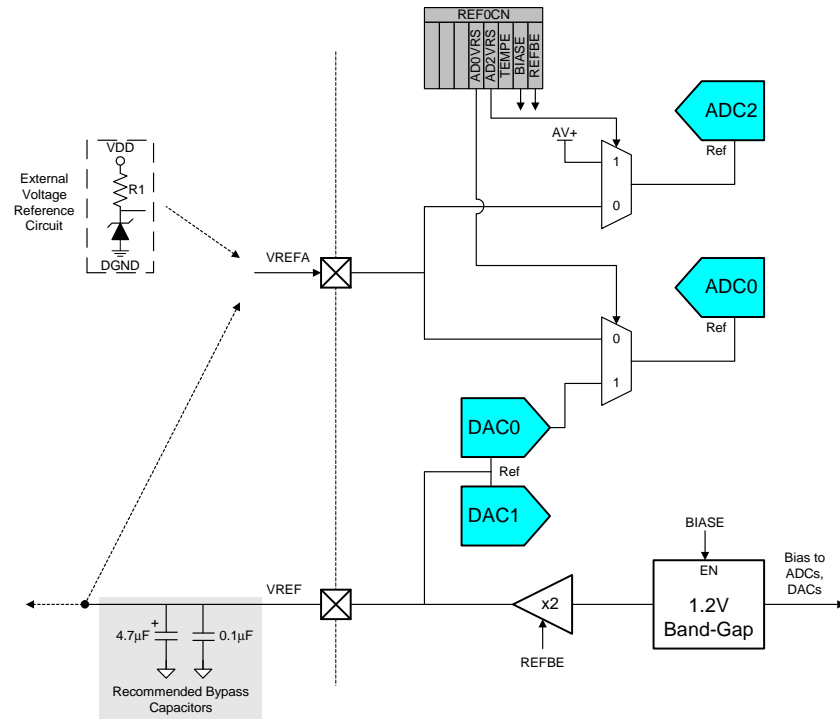 REF0CN
AD0VRS
AD2VRS
TEMPE
BIASE
REFBE
ADC2
Ref
AV+
1
0
External
Voltage
Reference
Circuit
VDD
R1
DGND
VREFA
ADC0
Ref
0
1
DAC0
Ref
DAC1
BIASE
EN
1.2V
Band-Gap
Bias to
ADCs,
DACs
x2
REFBE
VREF
+
4.7µF
0.1µF
Recommended Bypass
Capacitors